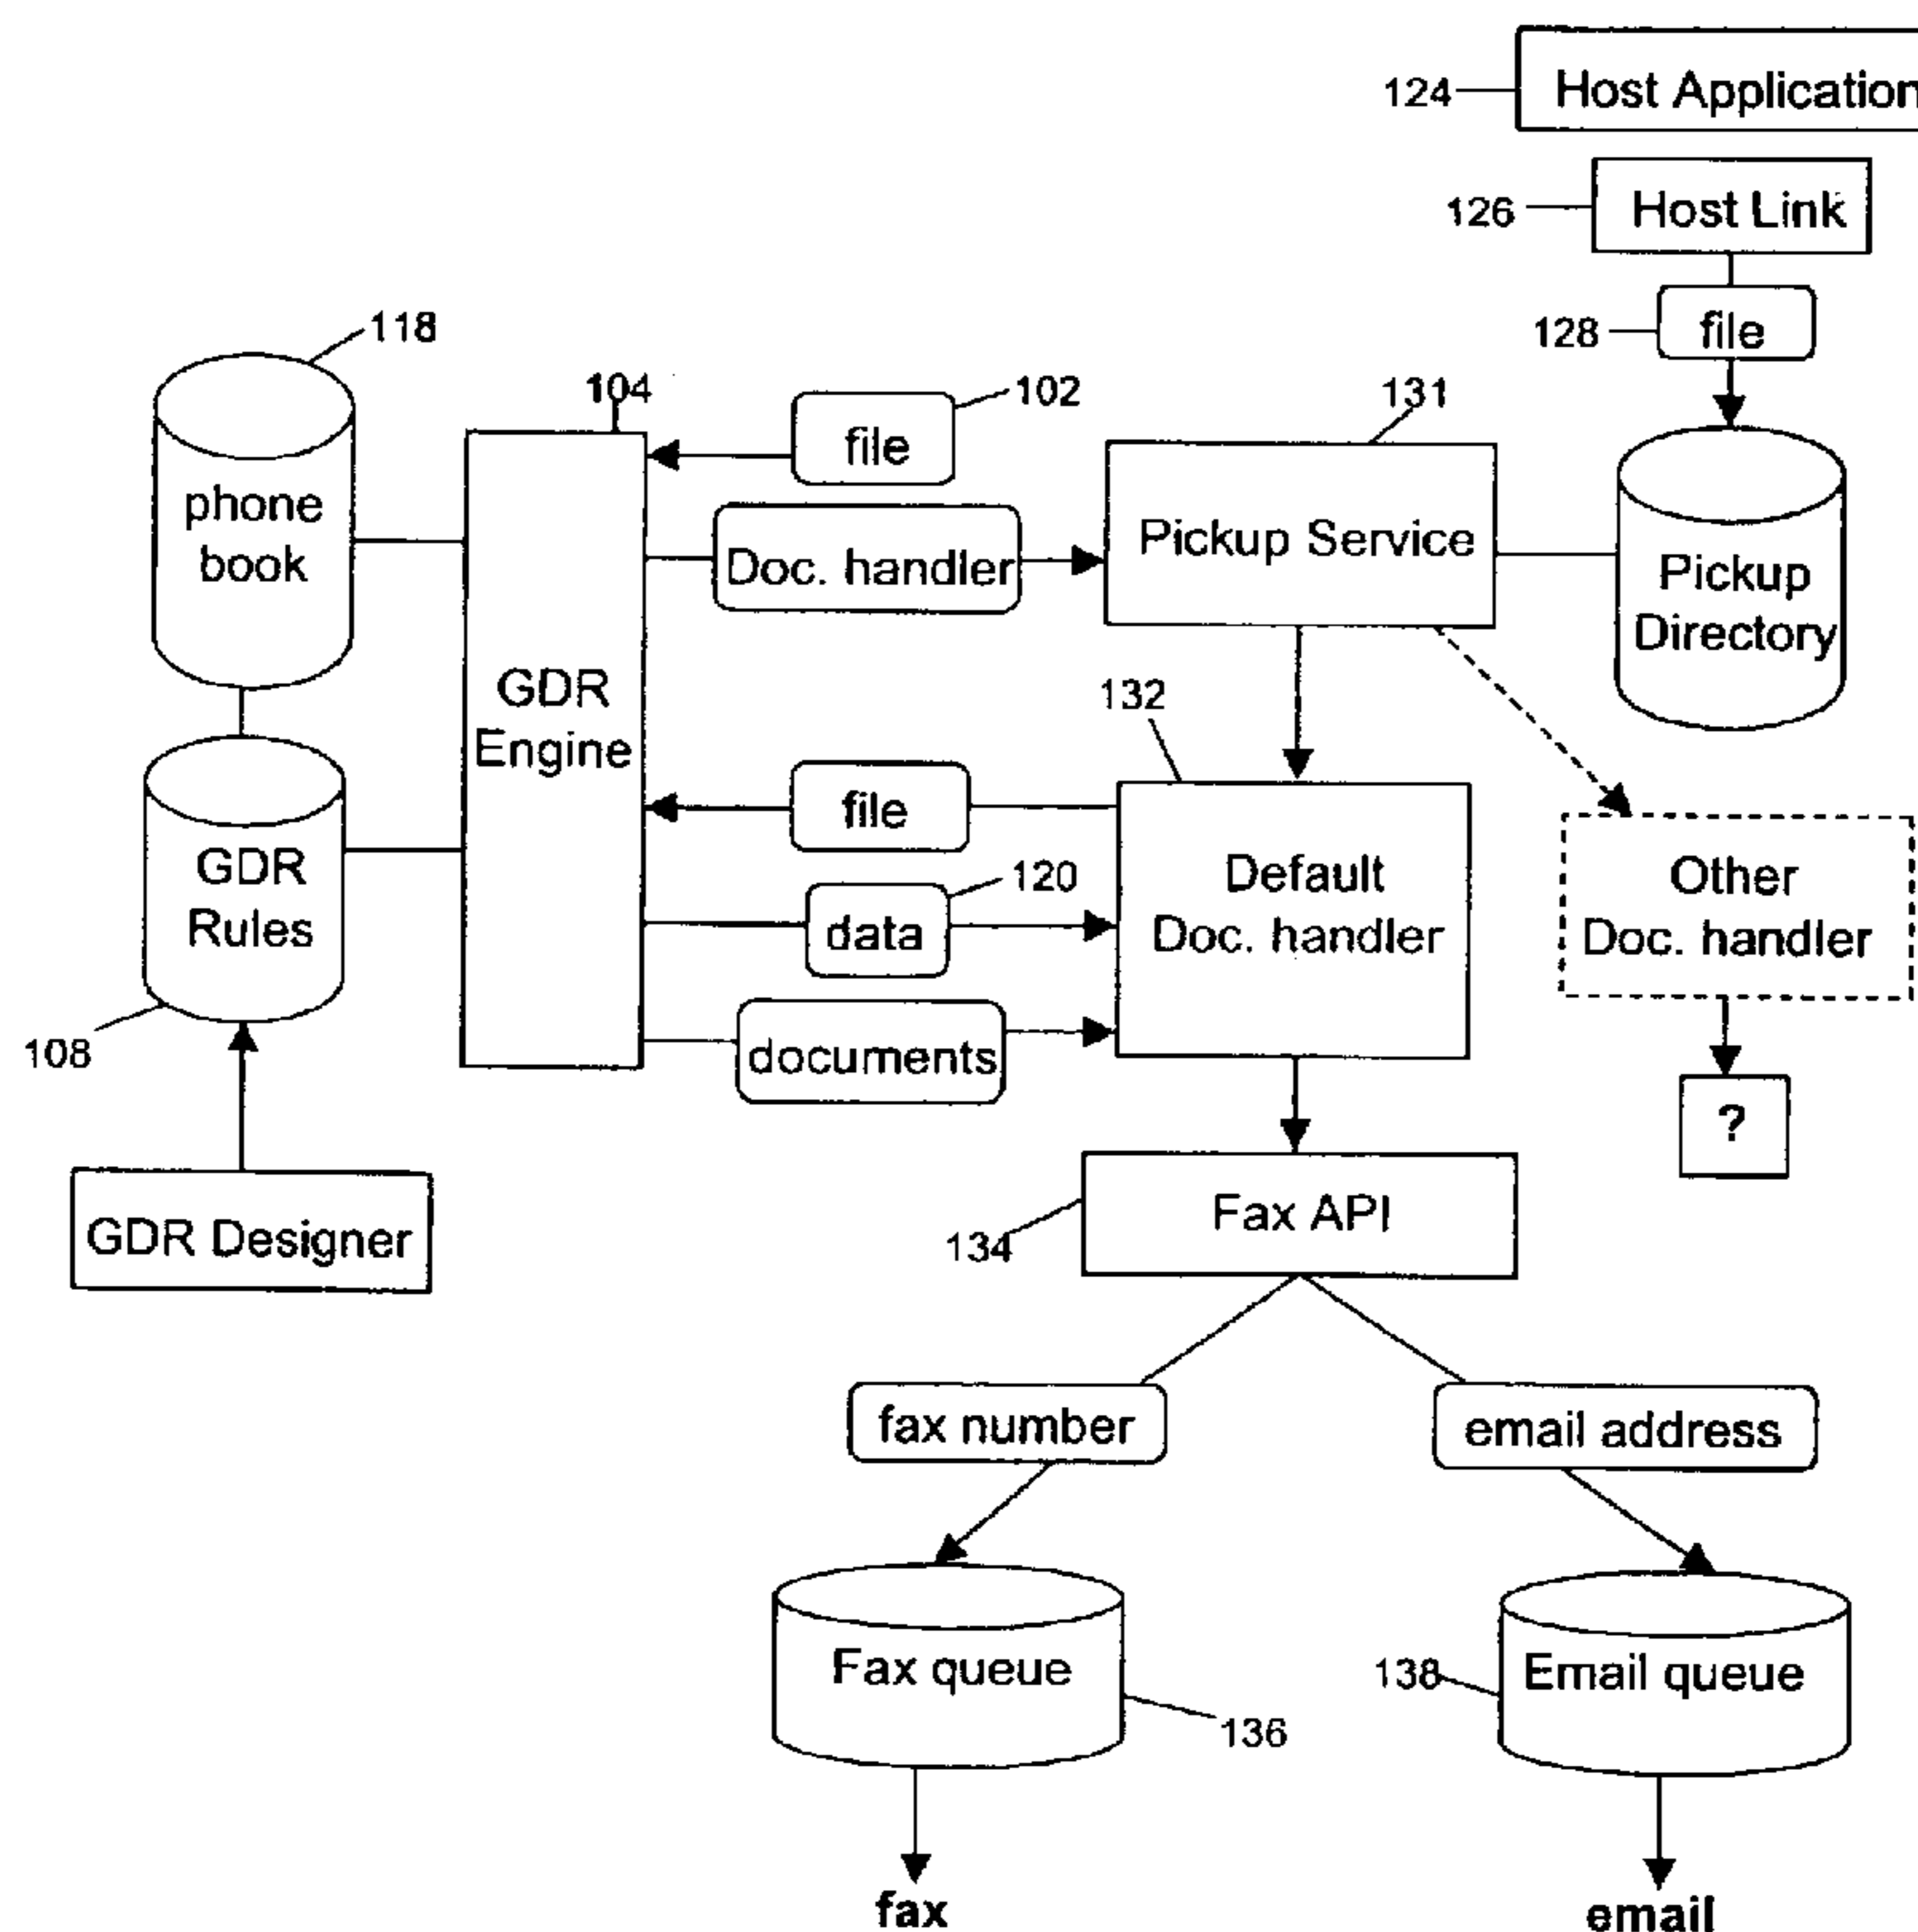 124
Host Application
126
Host Link
128
file
118
104
102
file
131
phone
book
Doc. handler
Pickup Service
Pickup
Directory
GDR
Engine
132
file
GDR
Rules
120
data
Default
Doc. handler
Other
Doc. handler
108
documents
?
GDR Designer
134
Fax API
fax number
email address
Fax queue
136
138
Email queue
fax
email